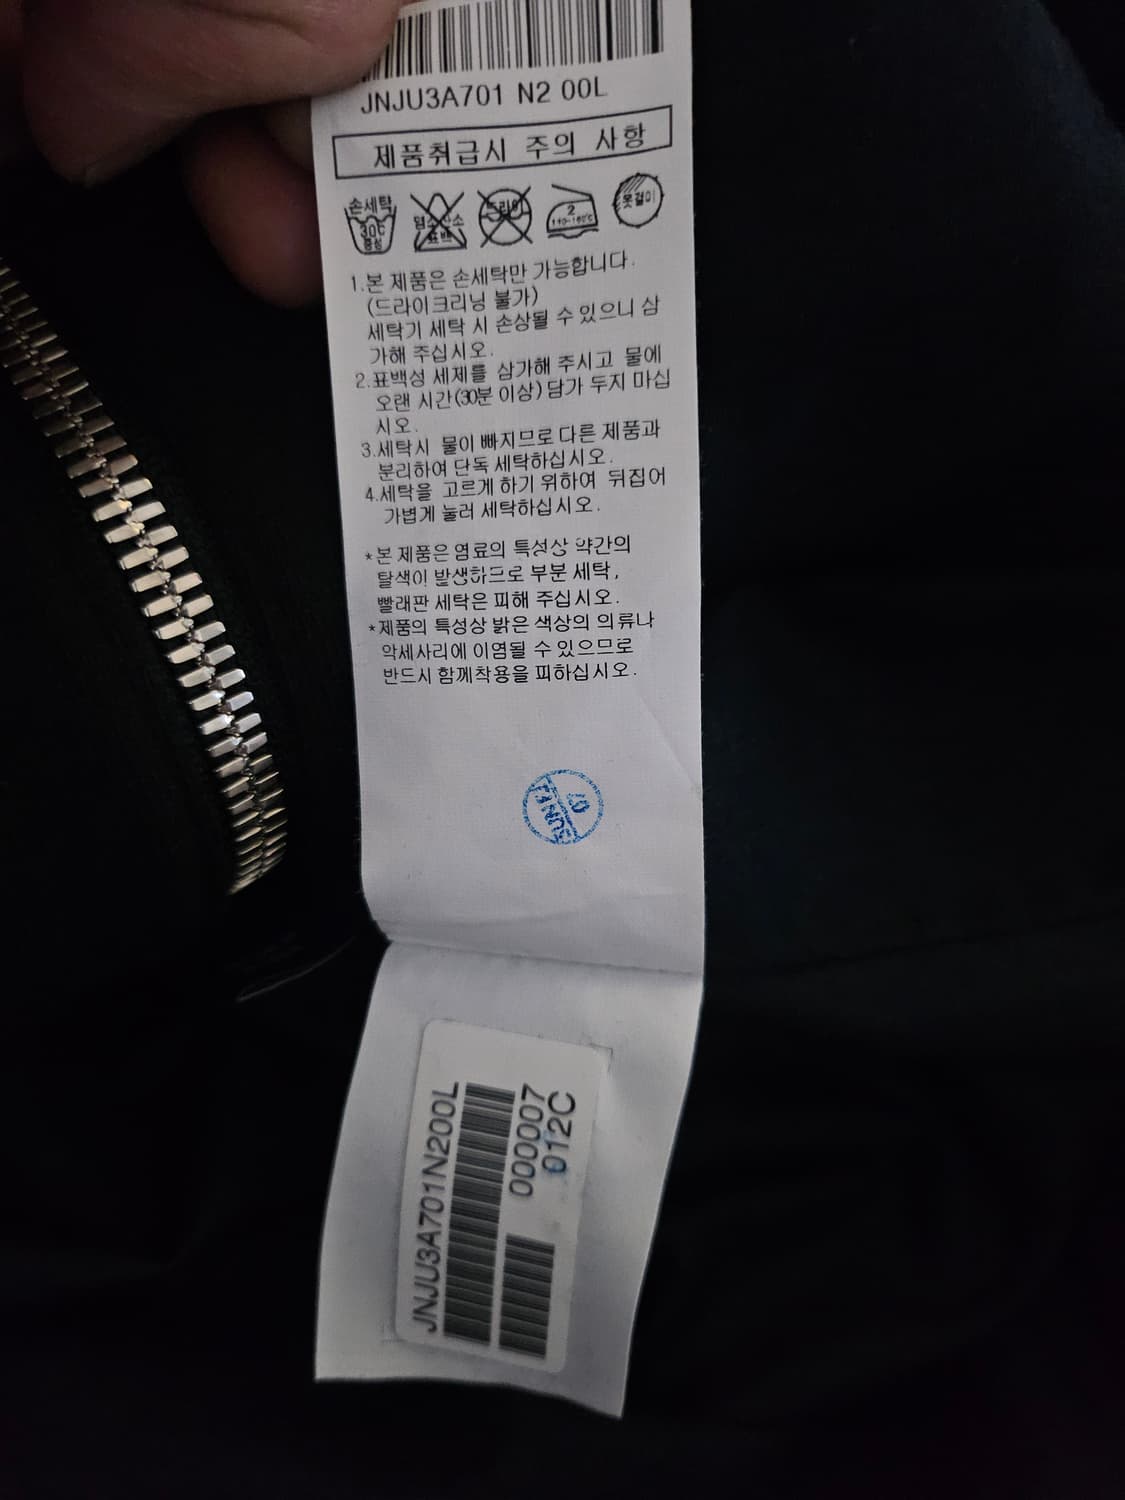 JNJU3A701 N2 00L
제품취급시 주의 사항
손세탁
30℃
중성
염소산소
표백
드라이
2
140~160℃
옷걸이
1.본 제품은 손세탁만 가능합니다.
(드라이크리닝 불가)
세탁기 세탁 시 손상될 수 있으니 삼
가해 주십시오.
2.표백성 세제를 삼가해 주시고 물에
오랜 시간(30분 이상)담가 두지 마십
시오.
3.세탁시 물이 빠지므로 다른 제품과
분리하여 단독 세탁하십시오.
4.세탁을 고르게 하기 위하여 뒤집어
가볍게 눌러 세탁하십시오.
*본 제품은 염료의 특성상 약간의
탈색이 발생하므로 부분 세탁,
빨래판 세탁은 피해 주십시오.
*제품의 특성상 밝은 색상의 의류나
악세사리에 이염될 수 있으므로
반드시 함께착용을 피하십시오.
JNJU3A701N200L
000007
012C